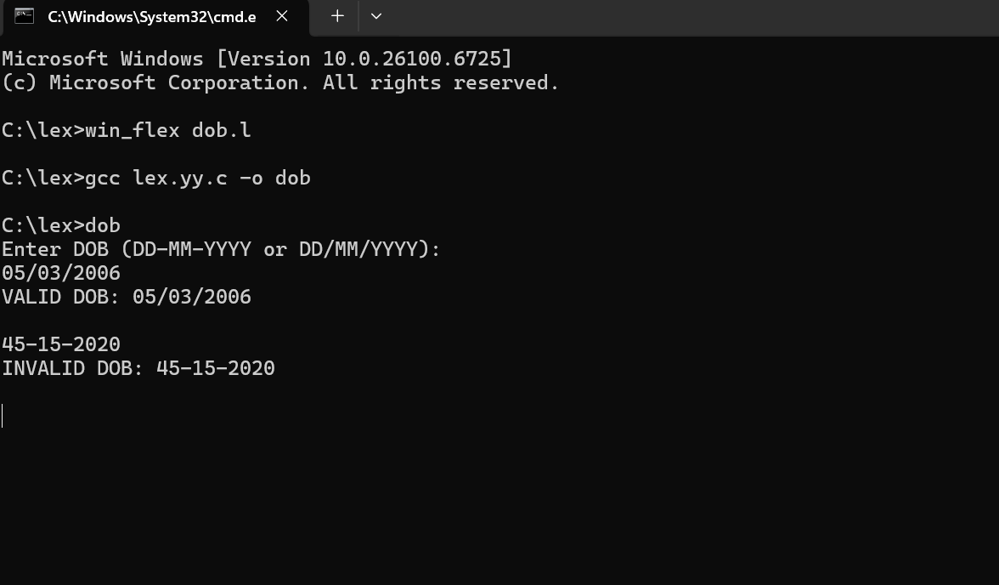 C:\Windows\System32\cmd.e
Microsoft Windows [Version 10.0.26100.6725]
(c) Microsoft Corporation. All rights reserved.
C:\lex>win_flex dob.l
C:\lex>gcc lex.yy.c -o dob
C:\lex>dob
Enter DOB (DD-MM-YYYY or DD/MM/YYYY):
05/03/2006
VALID DOB: 05/03/2006
45-15-2020
INVALID DOB: 45-15-2020